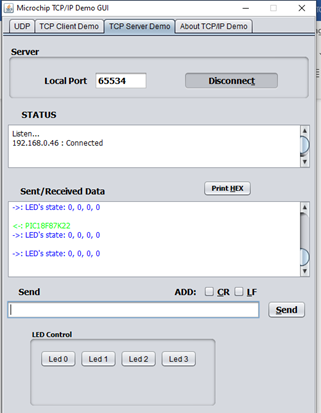 Microchip TCP/IP Demo GUI
UDP TCP Client Demo TCP Server Demo About TCP/IP Demo
Server
Local Port 65534 Disconnect
STATUS
Listen...
192.168.0.46 : Connected
Sent/Received Data Print HEX
->: LED's state: 0, 0, 0, 0
<-: PIC18F87K22
->: LED's state: 0, 0, 0, 0
->: LED's state: 0, 0, 0, 0
Send ADD: CR LF
Send
LED Control
Led 0 Led 1 Led 2 Led 3